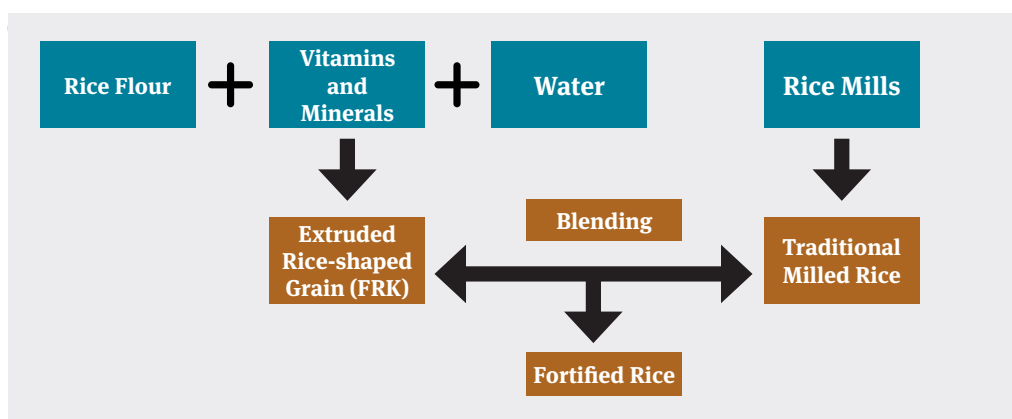 Rice Flour
Vitamins
and
Minerals
Water
Rice Mills
Blending
Extruded
Rice-shaped
Grain (FRK)
Traditional
Milled Rice
Fortified Rice